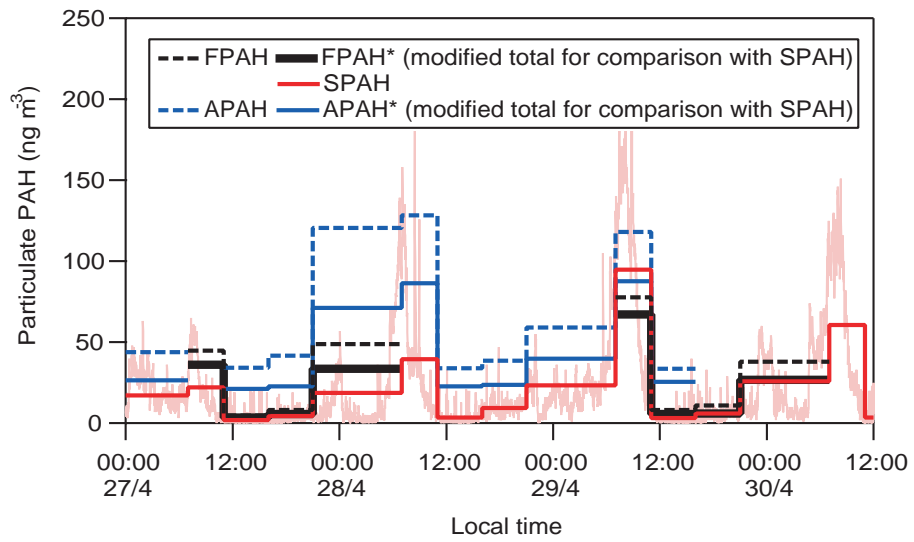 250
200
150
100
50
0
Particulate PAH (ng m-3)
FPAH FPAH* (modified total for comparison with SPAH)
SPAH
APAH APAH* (modified total for comparison with SPAH)
00:00 12:00 00:00 12:00 00:00 12:00 00:00 12:00
27/4 28/4 29/4 30/4
Local time